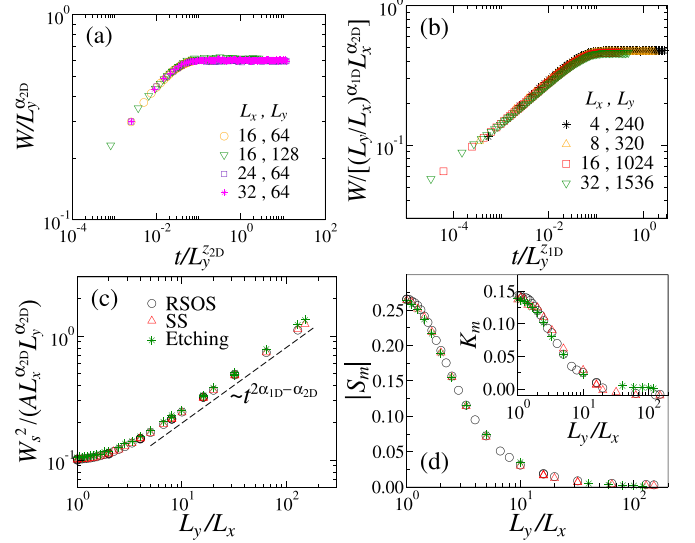 (a)
W/L_y^{α_{2D}}
10^0
10^{-1}
L_x , L_y
16 , 64
16 , 128
24 , 64
32 , 64
10^{-4} 10^{-2} 10^0 10^2
t/L_y^{z_{2D}}
(b)
W/[(L_y/L_x)^{α_{1D}} L_x^{α_{2D}}]
10^0
10^{-1}
L_x , L_y
4 , 240
8 , 320
16 , 1024
32 , 1536
10^{-4} 10^{-2} 10^0
t/L_y^{z_{1D}}
(c)
W_s^2/(AL_x^{α_{2D}} L_y^{α_{2D}})
10^0
10^{-1}
RSOS
SS
Etching
~t^{2α_{1D}−α_{2D}}
10^0 10^1 10^2
L_y/L_x
(d)
|S_m|
0.25
0.20
0.15
0.10
0.05
0.00
10^0 10^1 10^2
L_y/L_x
K_m
0.15
0.10
0.05
0.00
10^0 10^1 10^2
L_y/L_x